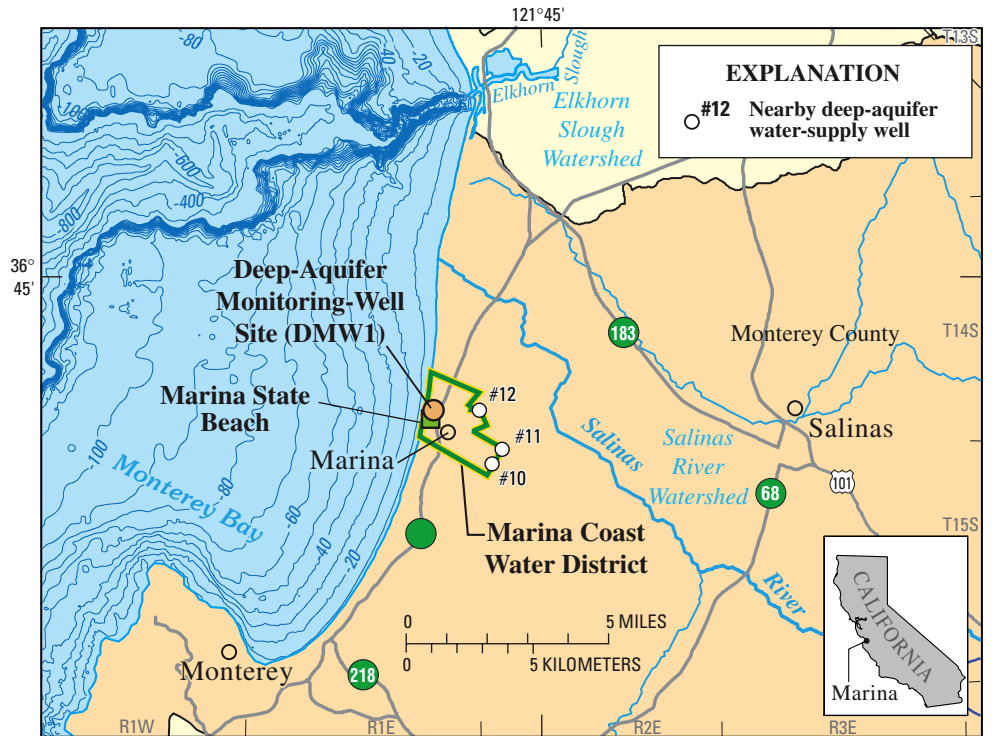 121°45'
T13S
-80
-40
-20
-100
-600
-400
-800
Elkhorn
Slough
Elkhorn
Slough
Watershed
EXPLANATION
#12 Nearby deep-aquifer
water-supply well
36°
45'
Deep-Aquifer
Monitoring-Well
Site (DMW1)
183
Monterey County
T14S
Marina State
Beach
#12
Marina
#11
#10
Salinas
Salinas
River
Watershed
Salinas
101
68
-100
-80
-60
-40
-20
Monterey Bay
Marina Coast
Water District
T15S
River
0 5 MILES
0 5 KILOMETERS
Monterey
218
CALIFORNIA
Marina
R1W
R1E
R2E
R3E